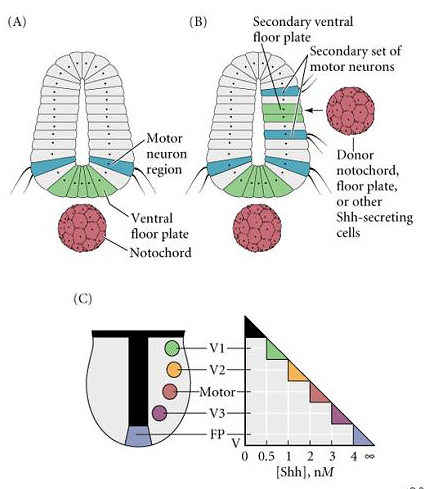 (A)
Motor
neuron
region
Ventral
floor plate
Notochord
(B)
Secondary ventral
floor plate
Secondary set of
motor neurons
Donor
notochord,
floor plate,
or other
Shh-secreting
cells
(C)
V1
V2
Motor
V3
FP
V
0 0.5 1 2 3 4 ∞
[Shh], nM